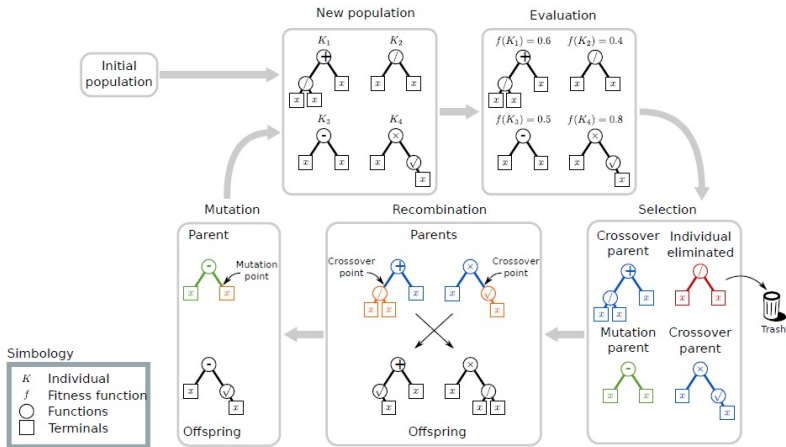 New population
Evaluation
Initial
population
K₁
K₂
+
/
x
x
x
/
x
x
K₃
K₄
-
x
x
×
x
√
x
f(K₁) = 0.6
f(K₂) = 0.4
+
/
x
x
x
/
x
x
f(K₃) = 0.5
f(K₄) = 0.8
-
x
x
×
x
√
x
Mutation
Parent
-
x
x
Mutation
point
-
x
√
x
Offspring
Recombination
Parents
Crossover
point
+
/
x
x
x
×
x
√
x
Crossover
point
+
√
x
x
×
x
/
x
x
Offspring
Selection
Crossover
parent
+
/
x
x
x
Individual
eliminated
/
x
x
Trash
Mutation
parent
-
x
x
Crossover
parent
×
x
√
x
Simbology
K Individual
f Fitness function
Functions
Terminals